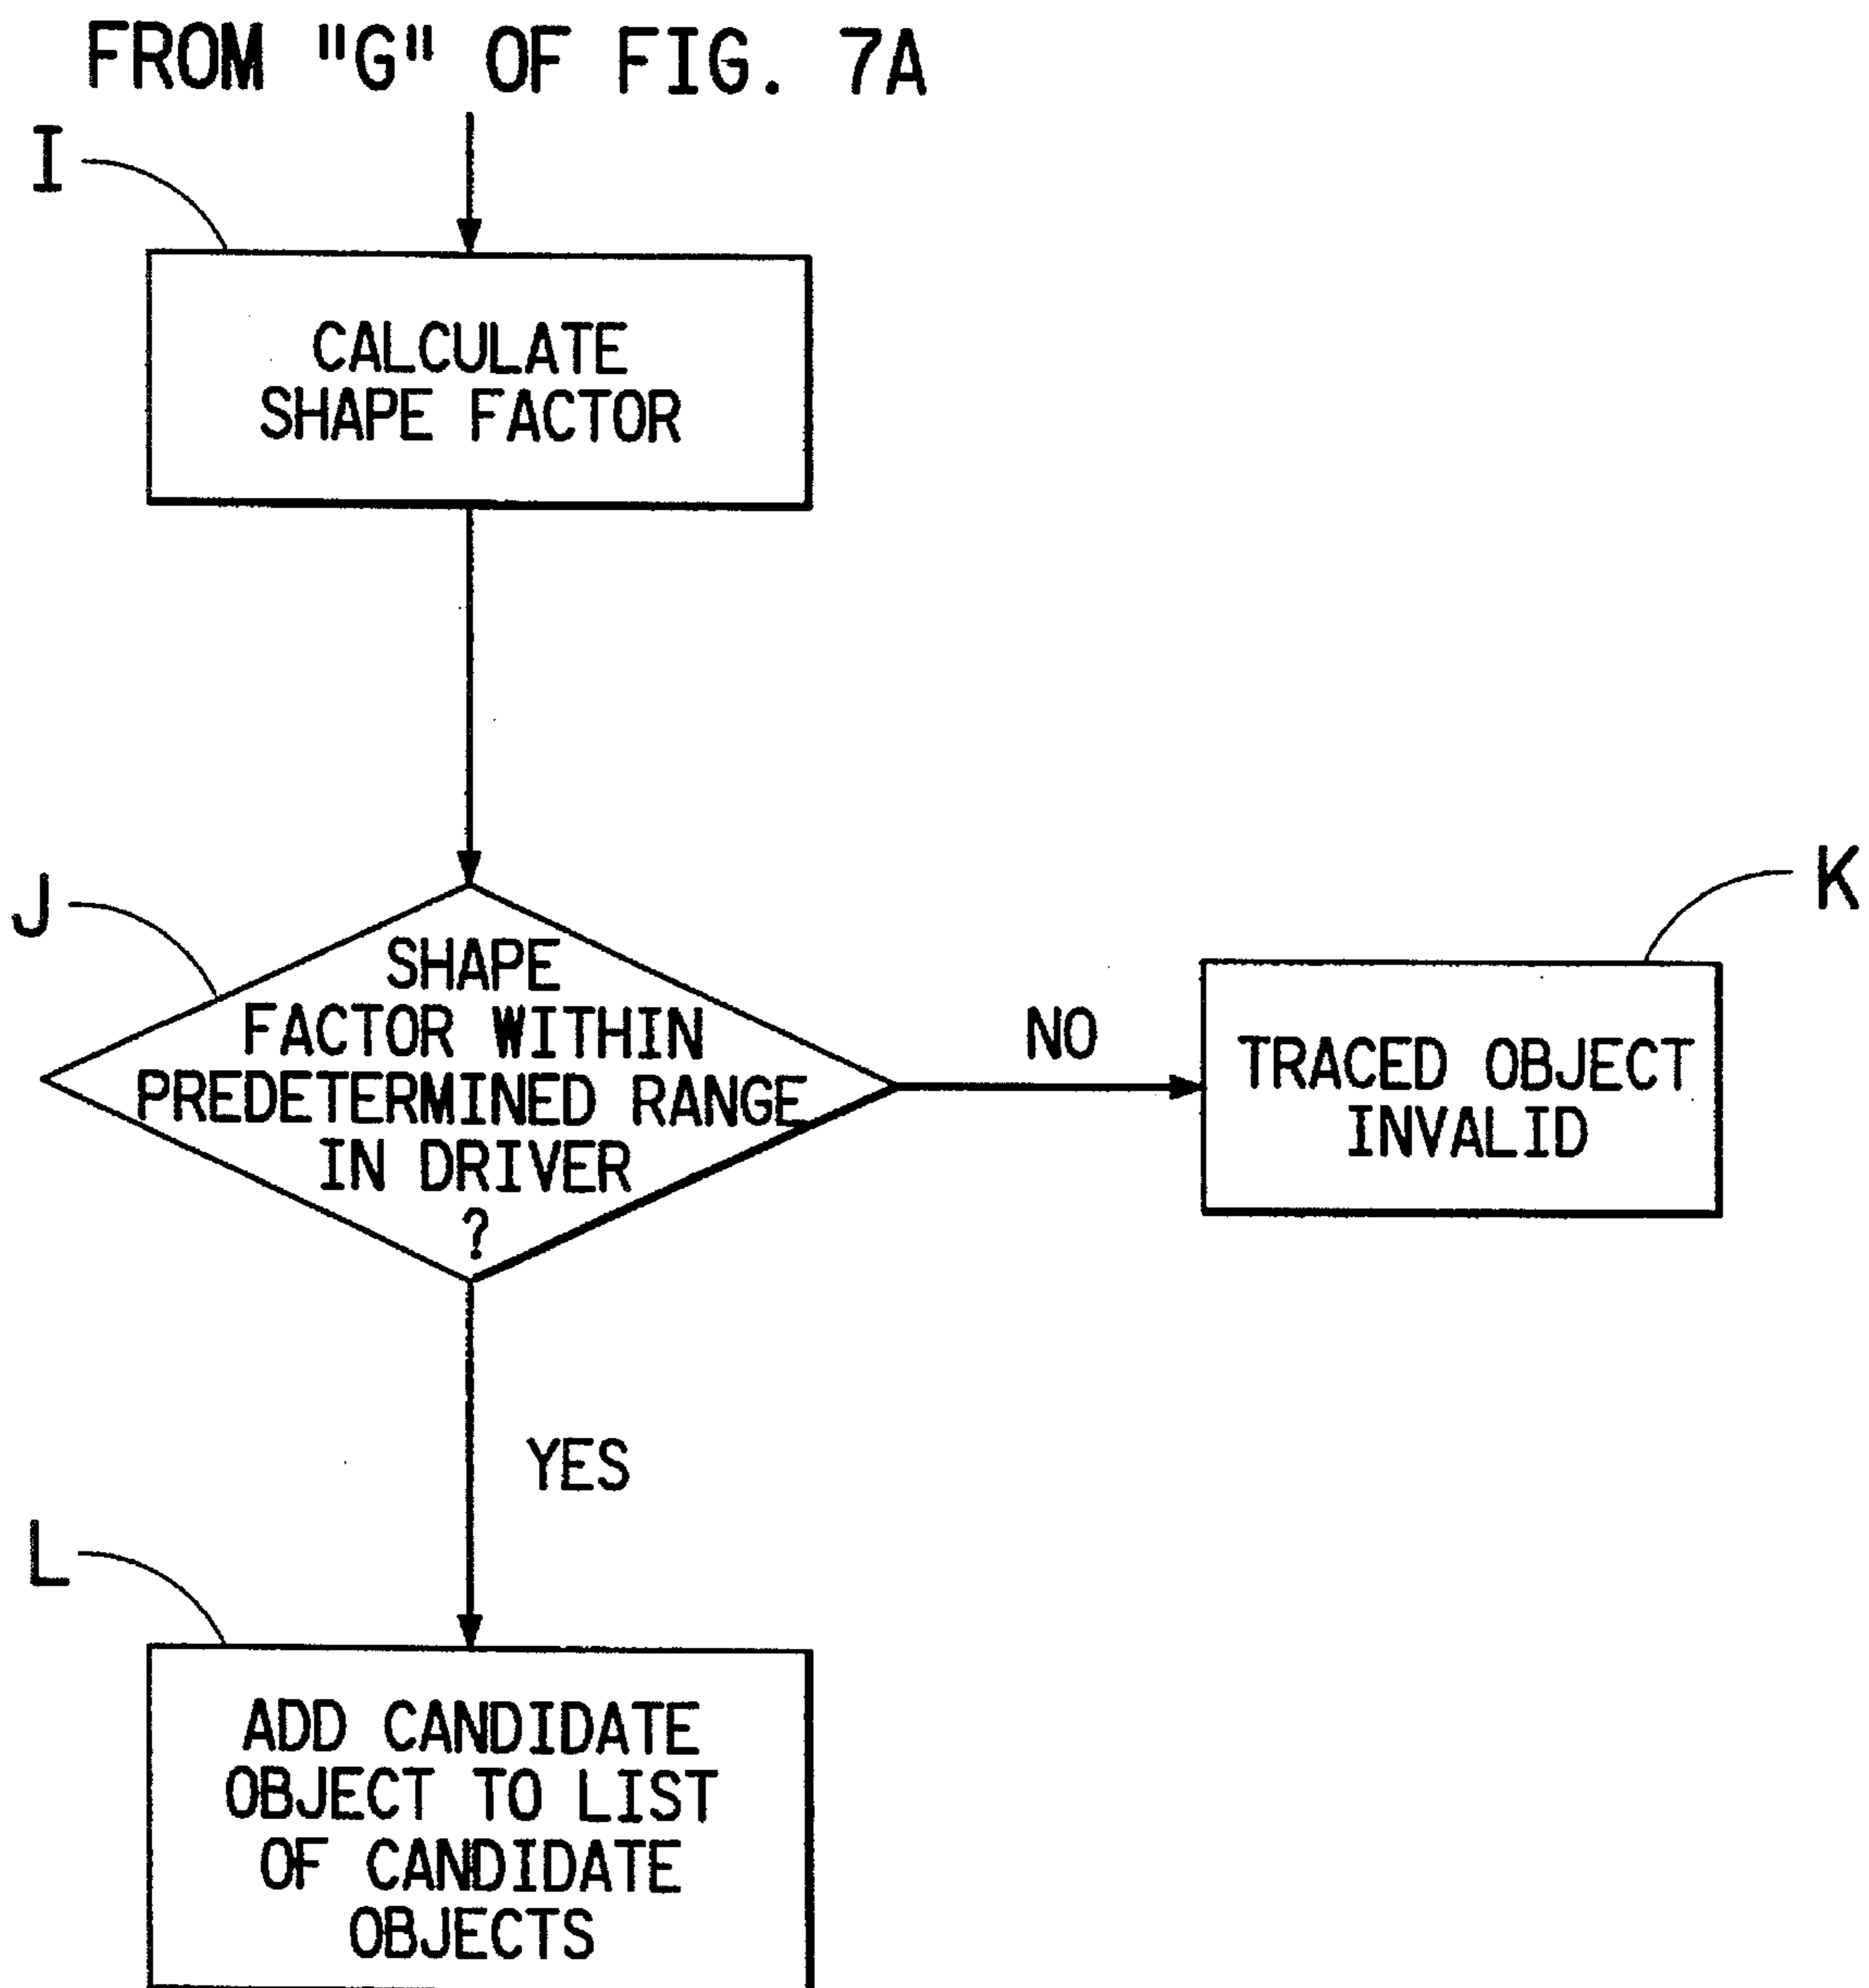 FROM "G" OF FIG. 7A
I
CALCULATE
SHAPE FACTOR
J
SHAPE
FACTOR WITHIN
PREDETERMINED RANGE
IN DRIVER
?
NO
K
TRACED OBJECT
INVALID
YES
L
ADD CANDIDATE
OBJECT TO LIST
OF CANDIDATE
OBJECTS